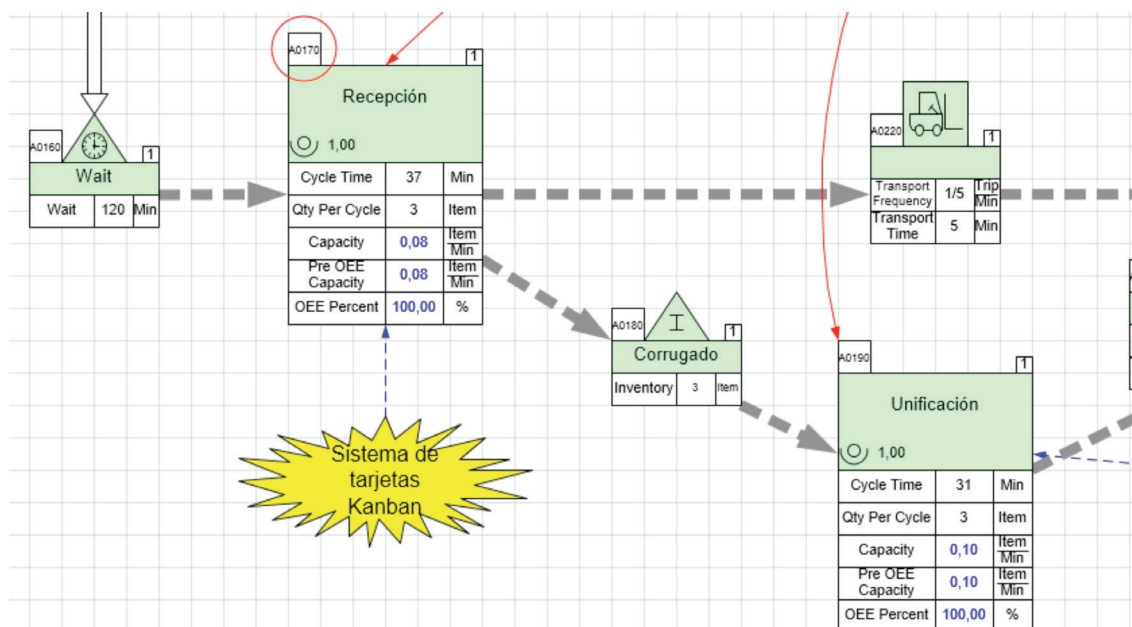 A0160
1
Wait
Wait 120 Min
A0170
1
Recepción
1,00
Cycle Time 37 Min
Qty Per Cycle 3 Item
Capacity 0,08 Item
Min
Pre OEE
Capacity 0,08 Item
Min
OEE Percent 100,00 %
Sistema de
tarjetas
Kanban
A0180
I
1
Corrugado
Inventory 3 Item
A0220
1
Transport
Frequency 1/5 Trip
Min
Transport
Time 5 Min
A0190
1
Unificación
1,00
Cycle Time 31 Min
Qty Per Cycle 3 Item
Capacity 0,10 Item
Min
Pre OEE
Capacity 0,10 Item
Min
OEE Percent 100,00 %